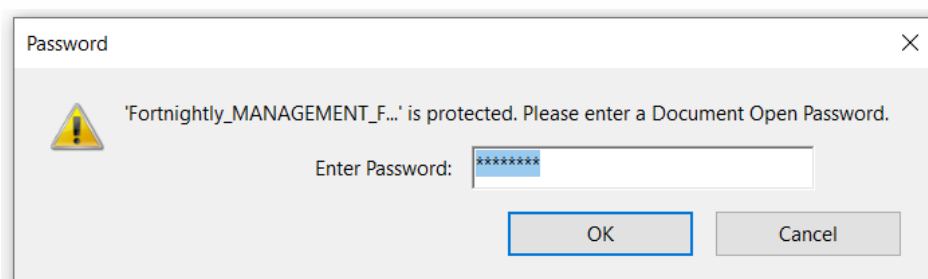 Password
'Fortnightly_MANAGEMENT_F...' is protected. Please enter a Document Open Password.
Enter Password: ********
OK Cancel